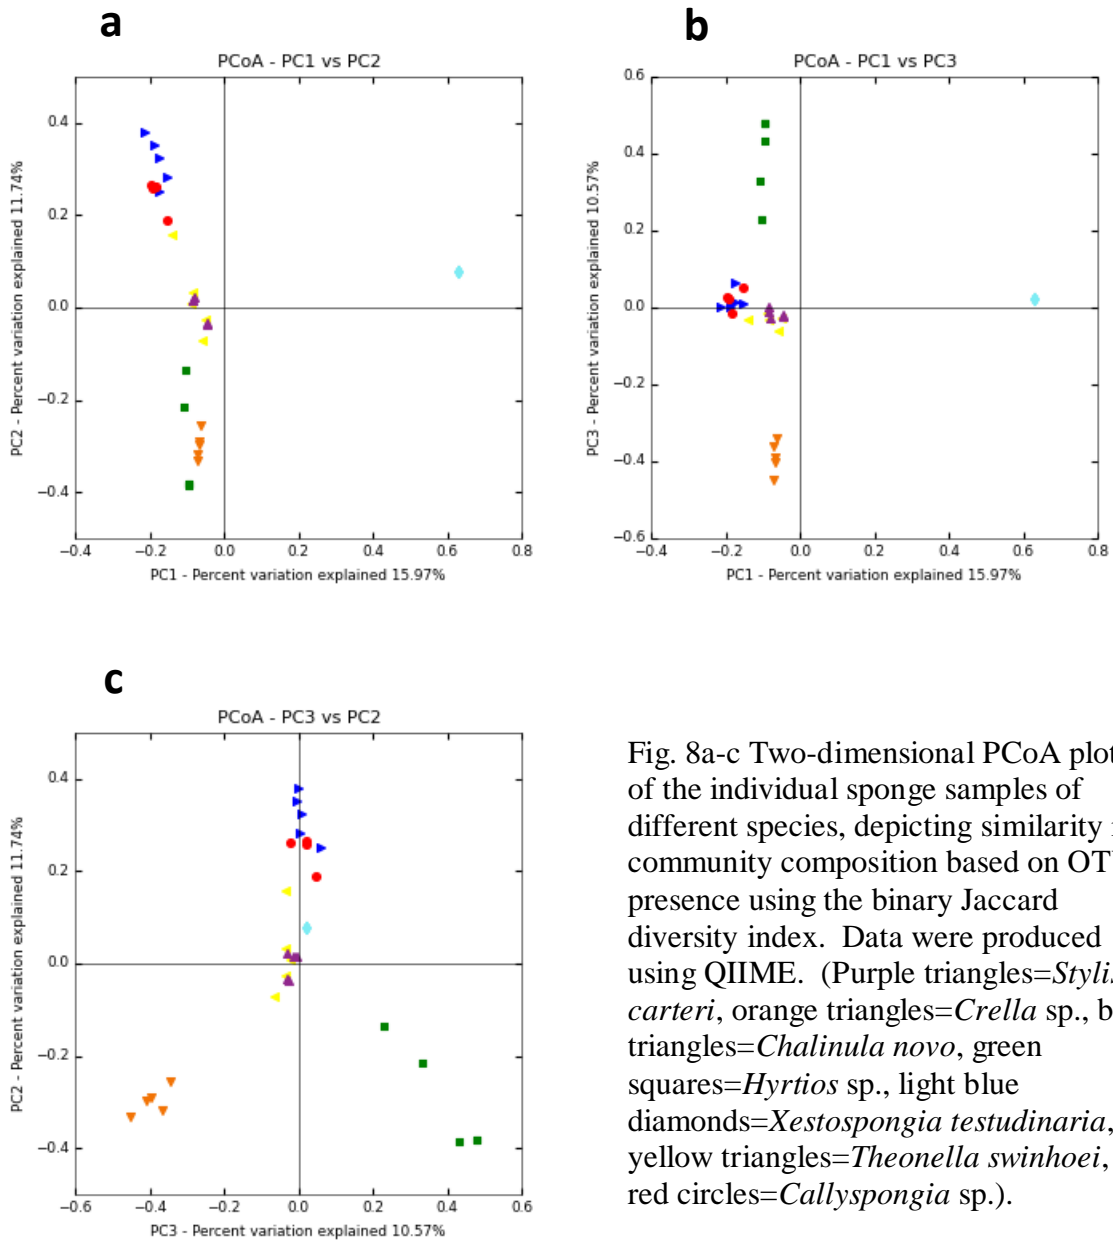 a
PCoA - PC1 vs PC2
0.4
0.2
0.0
−0.2
−0.4
−0.4 −0.2 0.0 0.2 0.4 0.6 0.8
PC2 - Percent variation explained 11.74%
PC1 - Percent variation explained 15.97%
b
PCoA - PC1 vs PC3
0.6
0.4
0.2
0.0
−0.2
−0.4
−0.6
−0.4 −0.2 0.0 0.2 0.4 0.6 0.8
PC3 - Percent variation explained 10.57%
PC1 - Percent variation explained 15.97%
c
PCoA - PC3 vs PC2
0.4
0.2
0.0
−0.2
−0.4
−0.6 −0.4 −0.2 0.0 0.2 0.4 0.6
PC2 - Percent variation explained 11.74%
PC3 - Percent variation explained 10.57%
Fig. 8a-c Two-dimensional PCoA plot
of the individual sponge samples of
different species, depicting similarity
community composition based on
presence using the binary Jaccard
diversity index. Data were produced
using QIIME. (Purple triangles=
carteri, orange triangles=Crella sp.,
triangles=Chalinula novo, green
squares=Hyrtios sp., light blue
diamonds=Xestospongia testudinaria,
yellow triangles=Theonella swinhoei,
red circles=Callyspongia sp.).